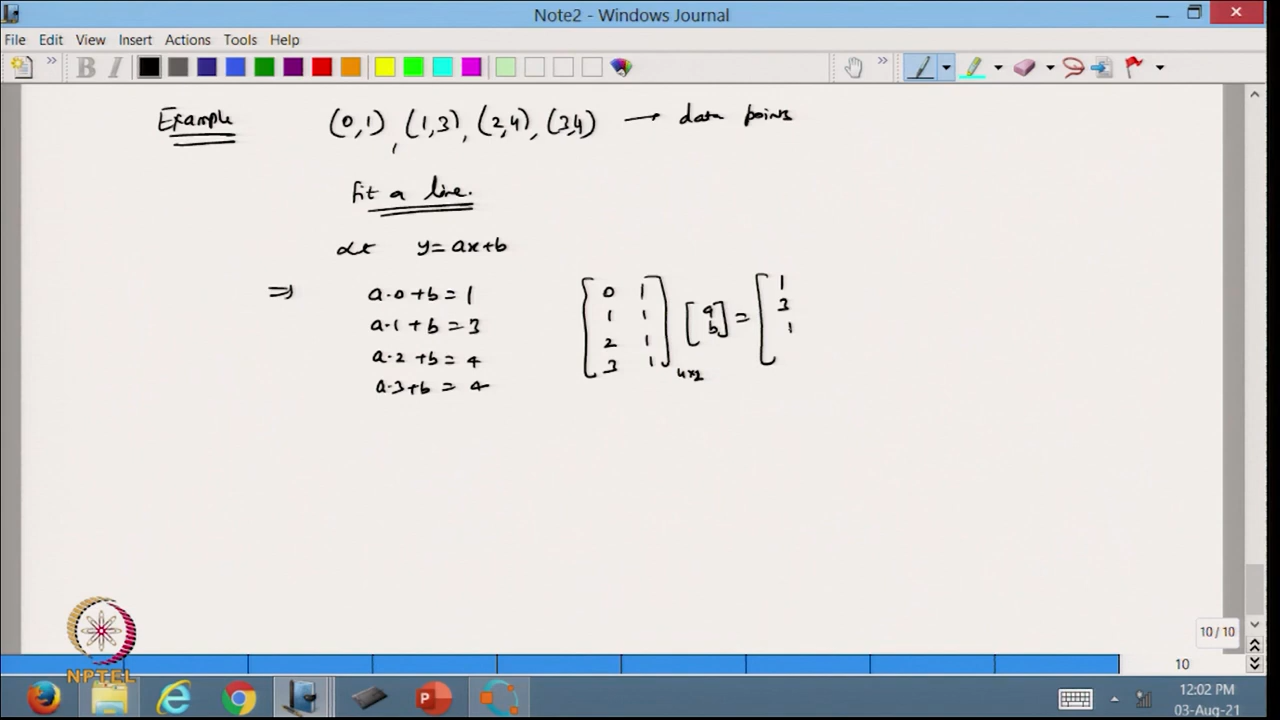 Note2 - Windows Journal
File Edit View Insert Actions Tools Help
Example (0,1), (1,3), (2,4), (3,4) → data points
Fit a line.
Let y=ax+b
⇒ a·0+b=1
a·1+b=3
a·2+b=4
a·3+b=4
[0 1
1 1
2 1
3 1]4x2 [a
b] = [1
3
1
10 / 10
NPTEL
10
12:02 PM
03-Aug-21